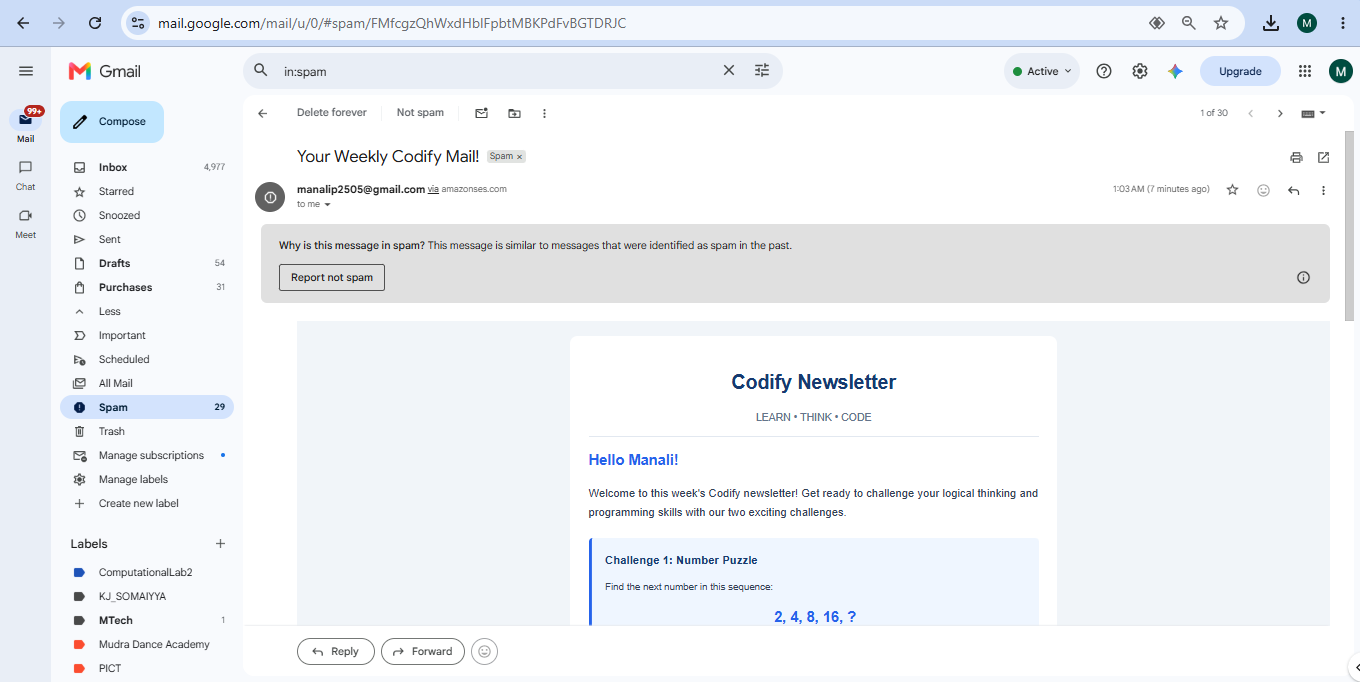 mail.google.com/mail/u/0/#spam/FMfcgzQhWxdHblFpbtMBKPdFvBGTDRJC
M
Gmail
in:spam
Active
Upgrade
M
99+
Mail
Chat
Meet
Compose
Inbox 4,977
Starred
Snoozed
Sent
Drafts 54
Purchases 31
Less
Important
Scheduled
All Mail
Spam 29
Trash
Manage subscriptions
Manage labels
Create new label
Labels
ComputationalLab2
KJ_SOMAIYYA
MTech 1
Mudra Dance Academy
PICT
Delete forever Not spam 1 of 30
Your Weekly Codify Mail! Spam ×
manalip2505@gmail.com via amazonses.com 1:03 AM (7 minutes ago)
to me
Why is this message in spam? This message is similar to messages that were identified as spam in the past.
Report not spam
Codify Newsletter
LEARN • THINK • CODE
Hello Manali!
Welcome to this week's Codify newsletter! Get ready to challenge your logical thinking and
programming skills with our two exciting challenges.
Challenge 1: Number Puzzle
Find the next number in this sequence:
2, 4, 8, 16, ?
Reply Forward